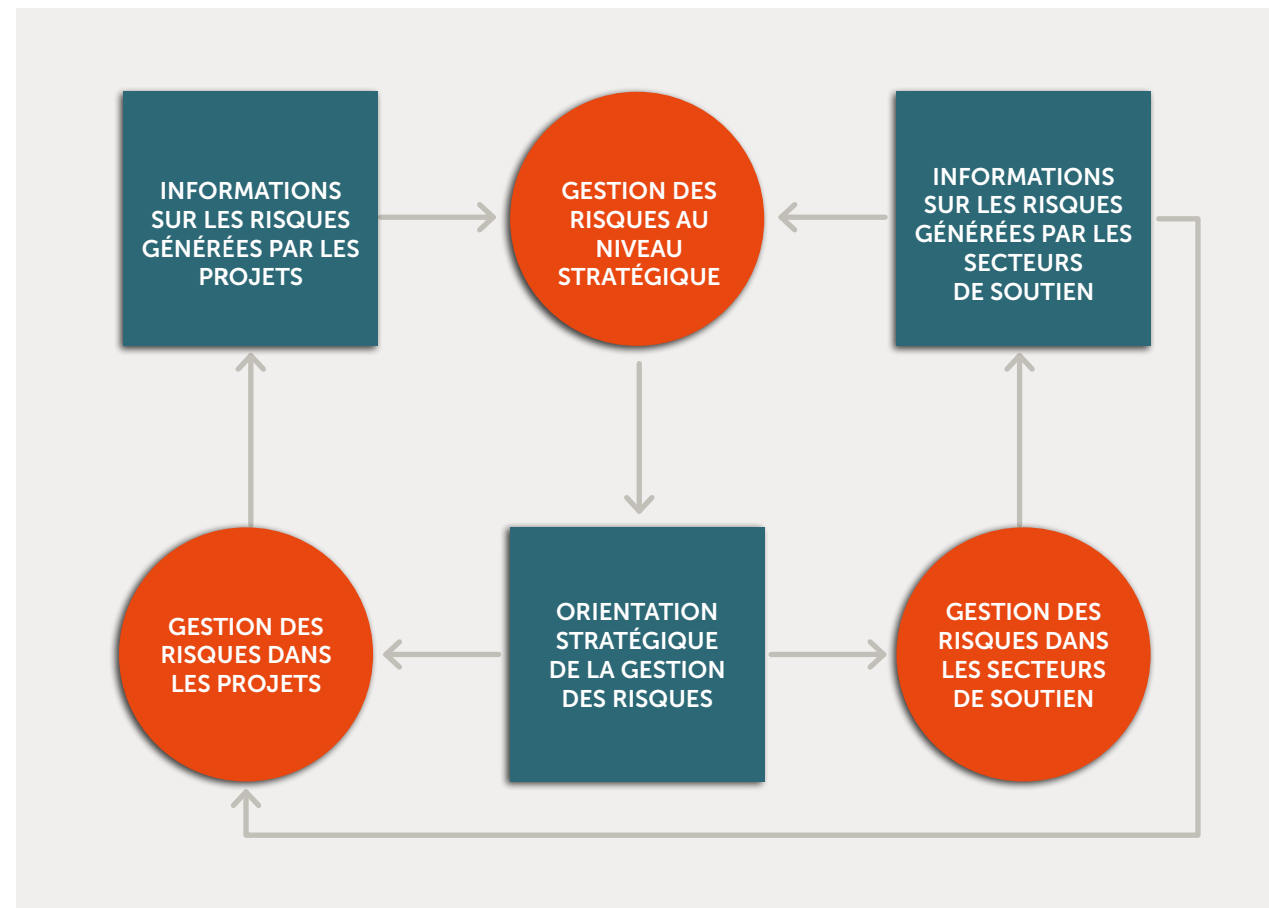 INFORMATIONS
SUR LES RISQUES
GÉNÉRÉES PAR LES
PROJETS
GESTION DES
RISQUES AU
NIVEAU
STRATÉGIQUE
INFORMATIONS
SUR LES RISQUES
GÉNÉRÉES PAR LES
SECTEURS
DE SOUTIEN
GESTION DES
RISQUES DANS
LES PROJETS
ORIENTATION
STRATÉGIQUE
DE LA GESTION
DES RISQUES
GESTION DES
RISQUES DANS
LES SECTEURS
DE SOUTIEN